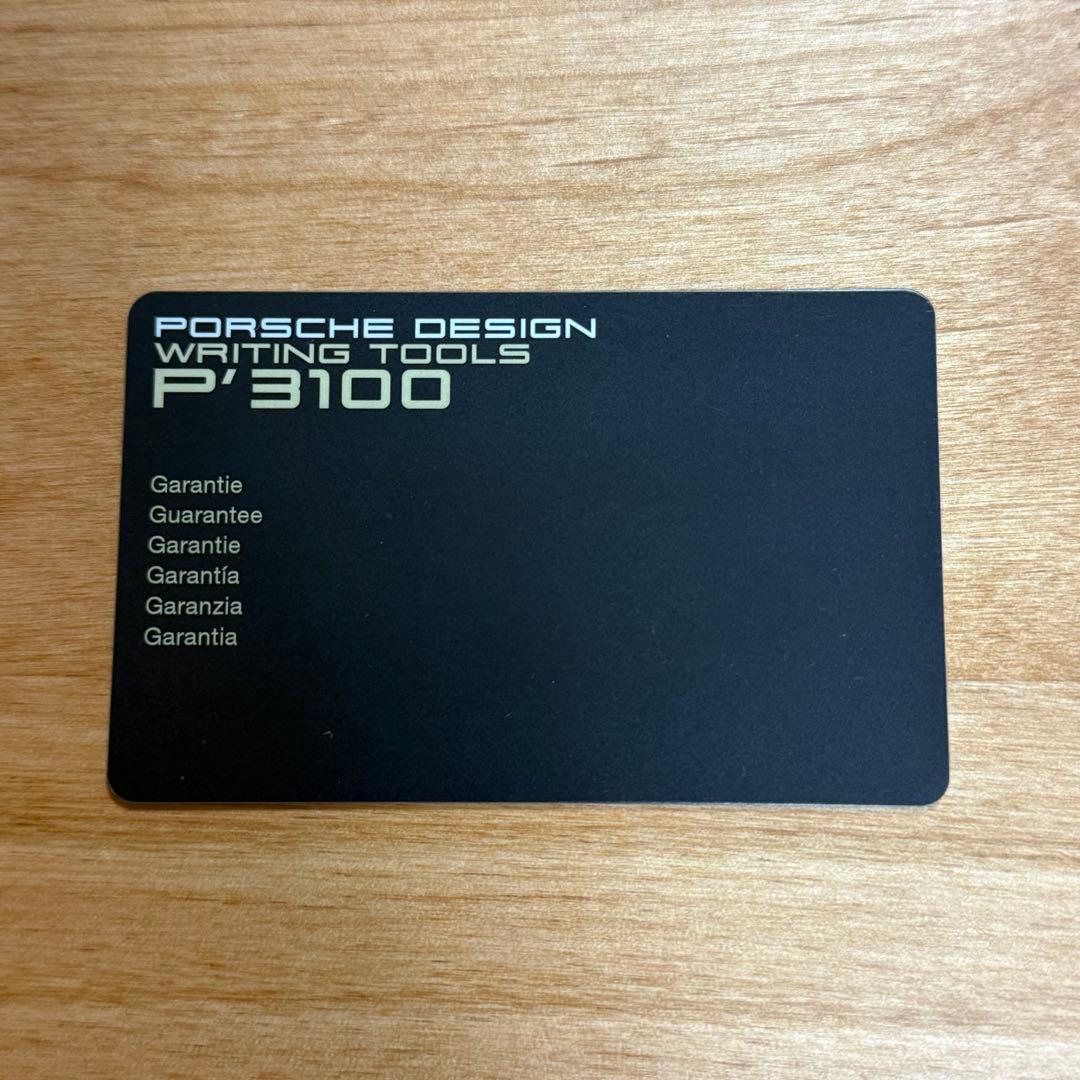 PORSCHE DESIGN
WRITING TOOLS
P'3100
Garantie
Guarantee
Garantie
Garantía
Garanzia
Garantia